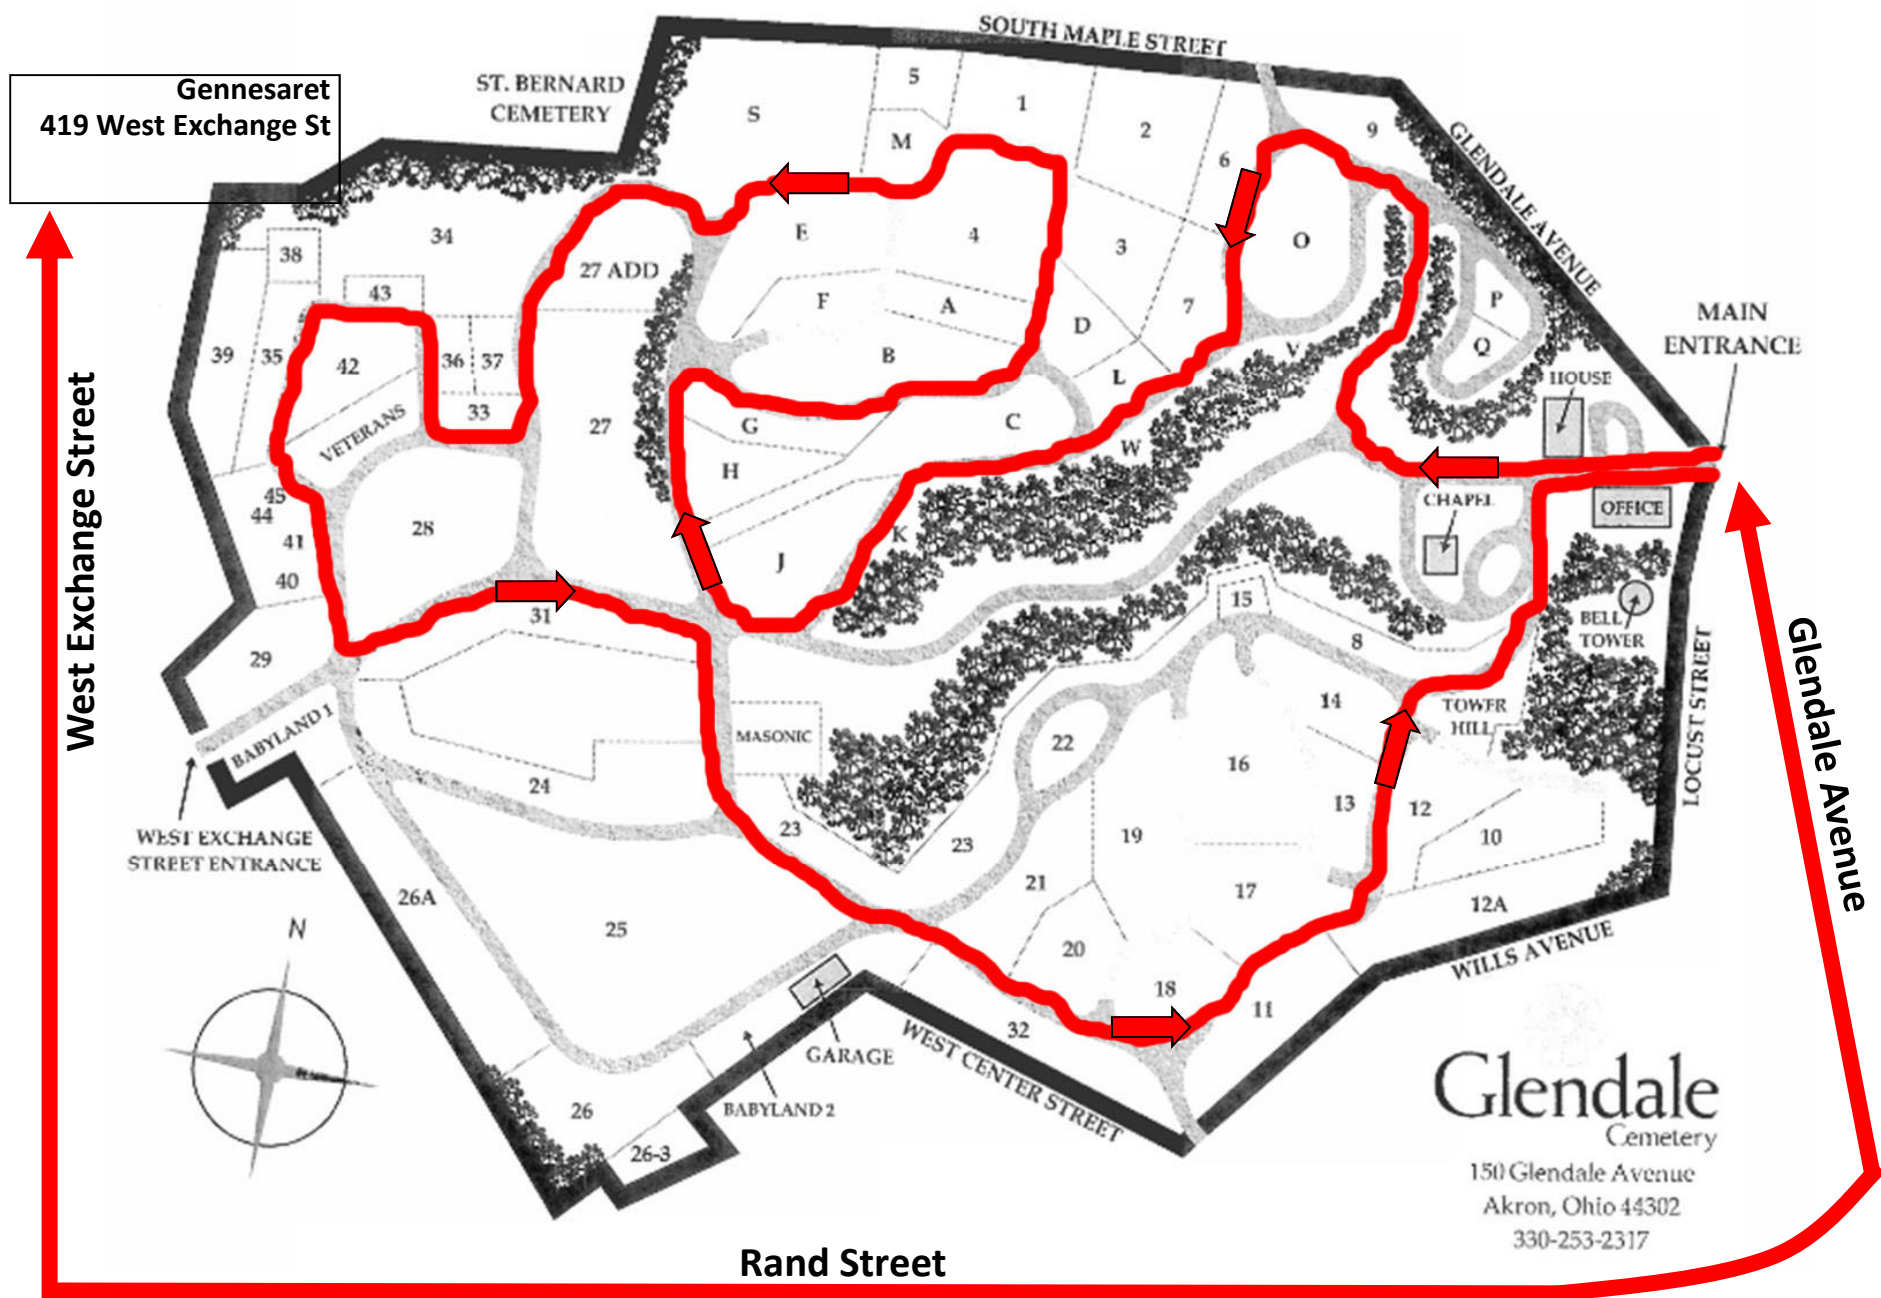 SOUTH MAPLE STREET
Gennesaret
419 West Exchange St
ST. BERNARD
CEMETERY
5
1
2
S
M
6
9
GLENDALE AVENUE
34
38
43
27 ADD
E
4
3
O
F
A
7
P
D
Q
V
MAIN
ENTRANCE
39
35
42
36
37
B
L
HOUSE
33
VETERANS
27
G
C
W
H
45
44
41
40
28
K
J
CHAPEL
OFFICE
31
15
8
BELL
TOWER
29
BABYLAND 1
14
TOWER
HILL
MASONIC
22
16
LOCUST STREET
24
13
12
23
23
19
10
WEST EXCHANGE
STREET ENTRANCE
26A
21
17
12A
25
20
WILLS AVENUE
N
18
11
32
GARAGE
WEST CENTER STREET
BABYLAND 2
26
26-3
Glendale
Cemetery
150 Glendale Avenue
Akron, Ohio 44302
330-253-2317
West Exchange Street
Rand Street
Glendale Avenue